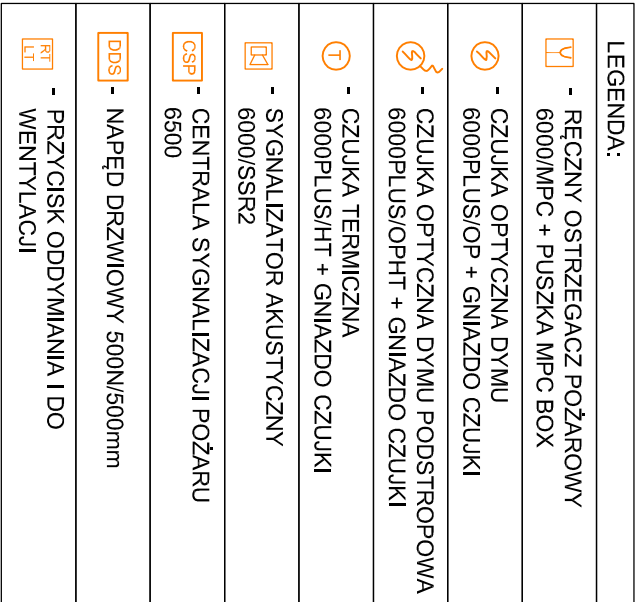 LEGENDA:
- RĘCZNY OSTRZEGACZ POŻAROWY
6000/MPC + PUSZKA MPC BOX
- CZUJKA OPTYCZNA DYMU
6000PLUS/OP + GNIAZDO CZUJKI
- CZUJKA OPTYCZNA DYMU PODSTROPOWA
6000PLUS/OPHT + GNIAZDO CZUJKI
T - CZUJKA TERMICZNA
6000PLUS/HT + GNIAZDO CZUJKI
- SYGNALIZATOR AKUSTYCZNY
6000/SSR2
CSP - CENTRALA SYGNALIZACJI POŻARU
6500
DDS - NAPĘD DRZWIOWY 500N/500mm
RT - PRZYCISK ODDYMIANIA I DO
LT WENTYLACJI